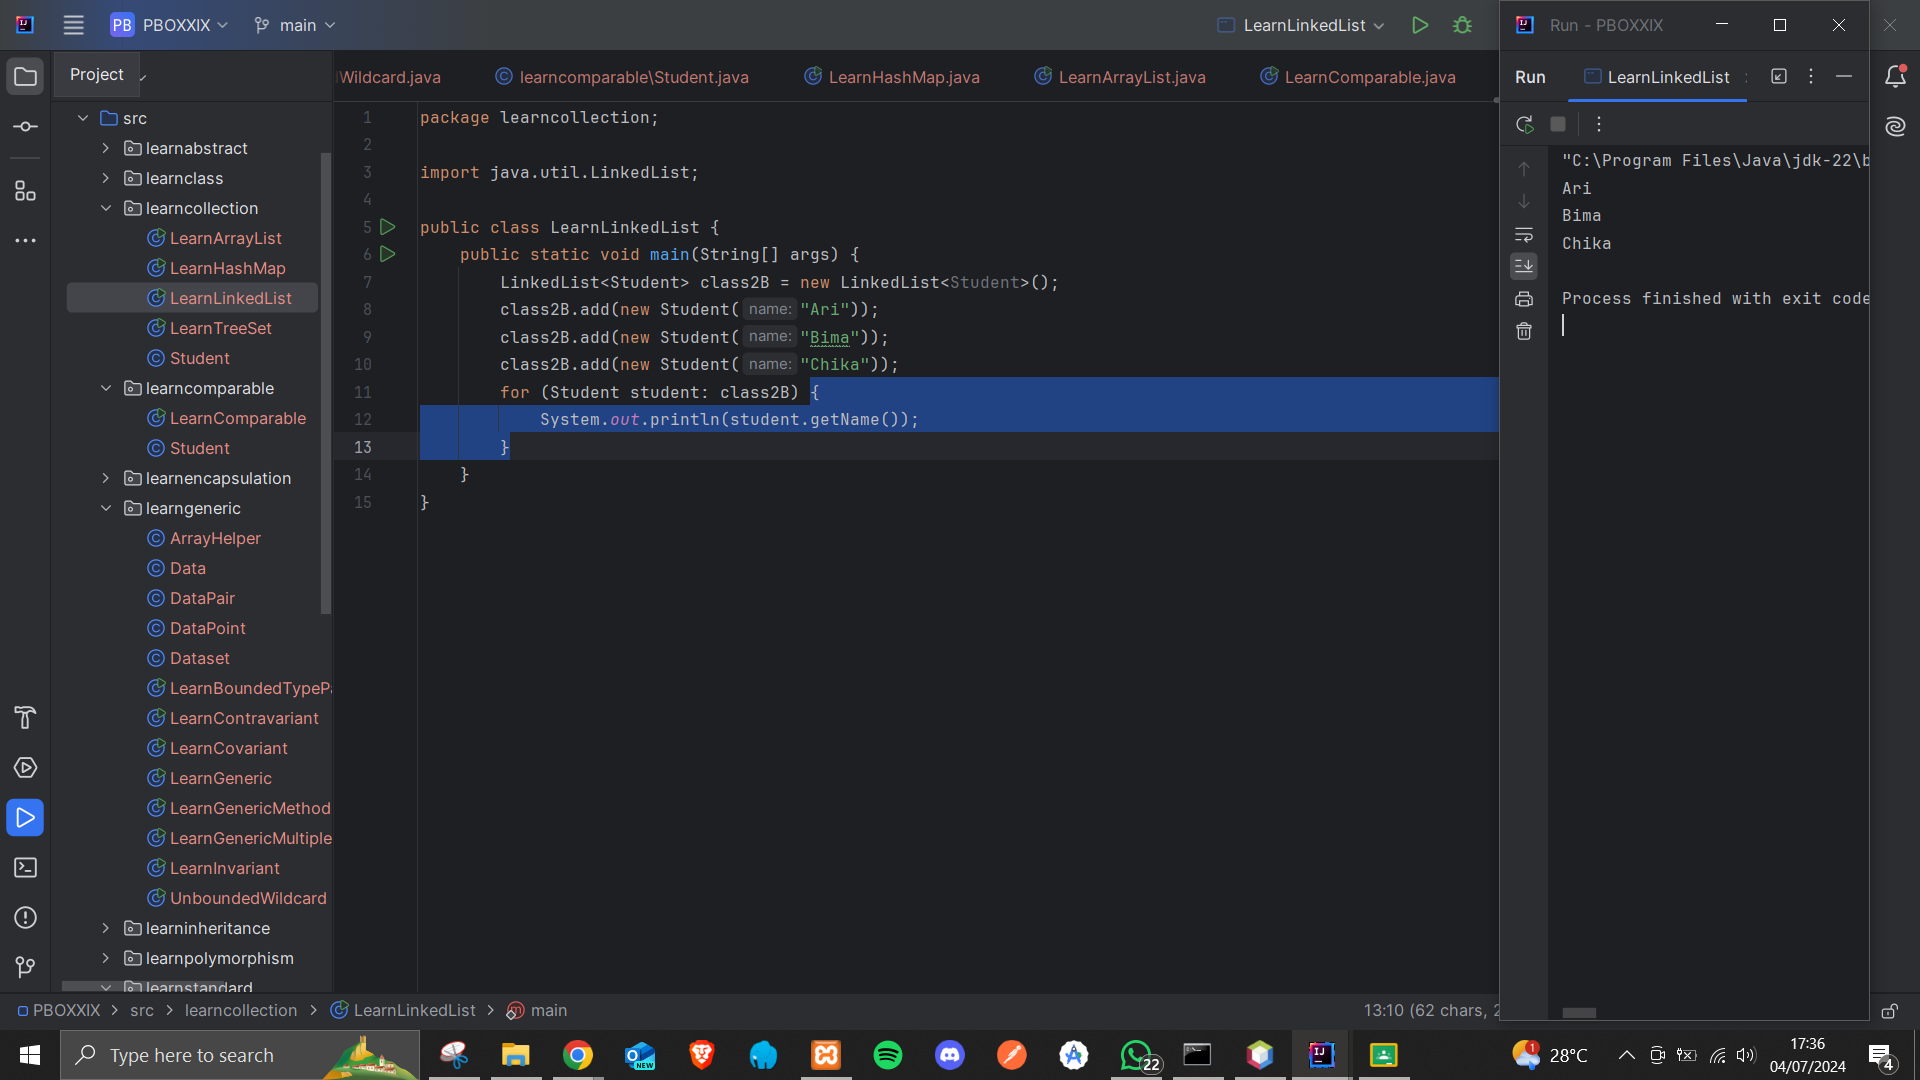 PB PBOXXIX main LearnLinkedList
Run - PBOXXIX
Project
Wildcard.java learncomparable\Student.java LearnHashMap.java LearnArrayList.java LearnComparable.java
Run LearnLinkedList
src
learnabstract
learnclass
learncollection
LearnArrayList
LearnHashMap
LearnLinkedList
LearnTreeSet
Student
learncomparable
LearnComparable
Student
learnencapsulation
learngeneric
ArrayHelper
Data
DataPair
DataPoint
Dataset
LearnBoundedTypePa
LearnContravariant
LearnCovariant
LearnGeneric
LearnGenericMethod
LearnGenericMultiple
LearnInvariant
UnboundedWildcard
learninheritance
learnpolymorphism
learnstandard
1 package learncollection;
2
3 import java.util.LinkedList;
4
5 public class LearnLinkedList {
6 public static void main(String[] args) {
7 LinkedList<Student> class2B = new LinkedList<Student>();
8 class2B.add(new Student( name: "Ari"));
9 class2B.add(new Student( name: "Bima"));
10 class2B.add(new Student( name: "Chika"));
11 for (Student student: class2B) {
12 System.out.println(student.getName());
13 }
14 }
15 }
"C:\Program Files\Java\jdk-22\b
Ari
Bima
Chika
Process finished with exit code
PBOXXIX > src > learncollection > LearnLinkedList > main
13:10 (62 chars, 2
Type here to search
NEW
22
IJ
1
28°C
17:36
04/07/2024
4